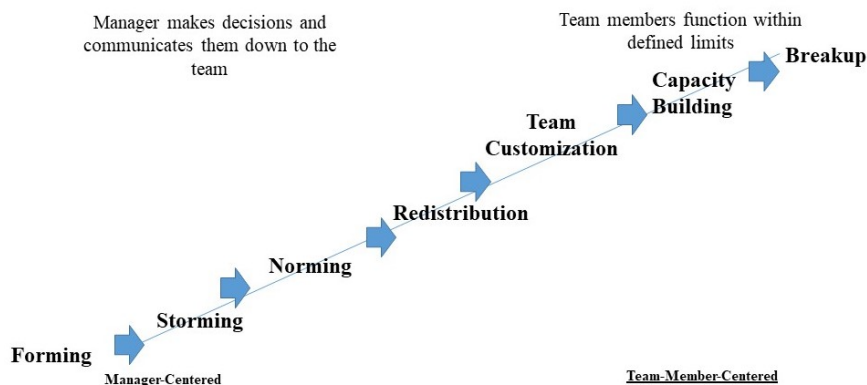 Manager makes decisions and
communicates them down to the
team
Team members function within
defined limits
Breakup
Capacity
Building
Team
Customization
Redistribution
Norming
Storming
Forming
Manager-Centered
Team-Member-Centered